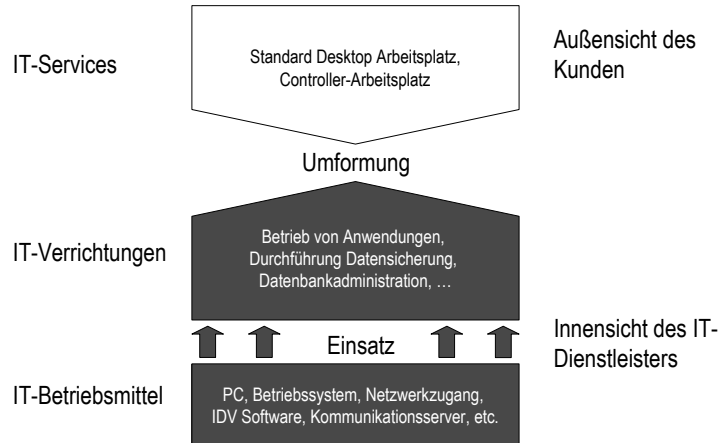 IT-Services
Standard Desktop Arbeitsplatz,
Controller-Arbeitsplatz
Außensicht des
Kunden
Umformung
IT-Verrichtungen
Betrieb von Anwendungen,
Durchführung Datensicherung,
Datenbankadministration, …
Einsatz
Innensicht des IT-
Dienstleisters
IT-Betriebsmittel
PC, Betriebssystem, Netzwerkzugang,
IDV Software, Kommunikationsserver, etc.